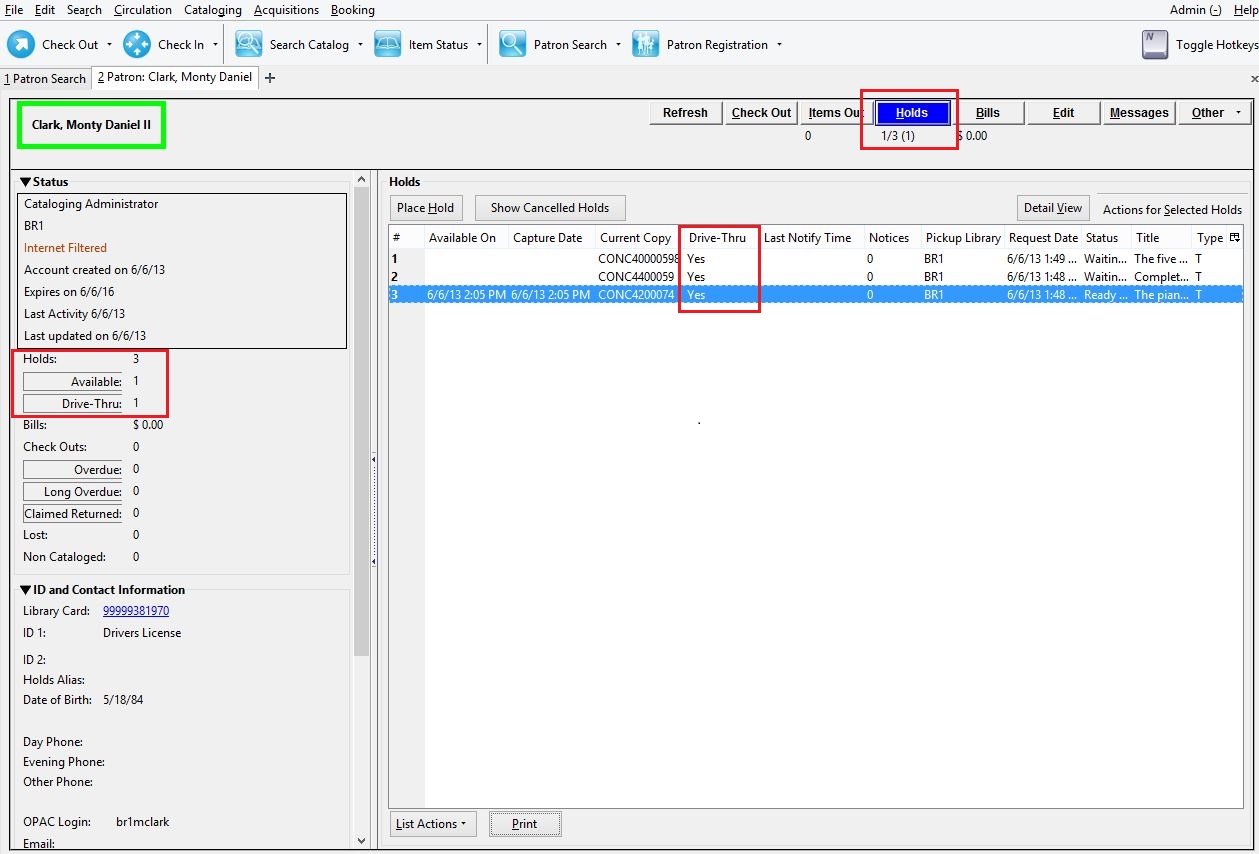 File Edit Search Circulation Cataloging Acquisitions Booking Admin (-) Help
Check Out Check In Search Catalog Item Status Patron Search Patron Registration N Toggle Hotkeys
1 Patron Search 2 Patron: Clark, Monty Daniel + ×
Clark, Monty Daniel II
Refresh Check Out Items Ou Holds Bills Edit Messages Other
0 1/3 (1) $ 0.00
Status
Cataloging Administrator
BR1
Internet Filtered
Account created on 6/6/13
Expires on 6/6/16
Last Activity 6/6/13
Last updated on 6/6/13
Holds: 3
Available: 1
Drive-Thru: 1
Bills: $ 0.00
Check Outs: 0
Overdue: 0
Long Overdue: 0
Claimed Returned: 0
Lost: 0
Non Cataloged: 0
ID and Contact Information
Library Card: 99999381970
ID 1: Drivers License
ID 2:
Holds Alias:
Date of Birth: 5/18/84
Day Phone:
Evening Phone:
Other Phone:
OPAC Login: br1mclark
Email:
Holds
Place Hold Show Cancelled Holds Detail View Actions for Selected Holds
# Available On Capture Date Current Copy Drive-Thru Last Notify Time Notices Pickup Library Request Date Status Title Type
1 CONC40000598 Yes 0 BR1 6/6/13 1:49 ... Waitin... The five ... T
2 CONC4400059 Yes 0 BR1 6/6/13 1:48 ... Waitin... Complet... T
3 6/6/13 2:05 PM 6/6/13 2:05 PM CONC4200074 Yes 0 BR1 6/6/13 1:48 ... Ready ... The pian... T
List Actions Print